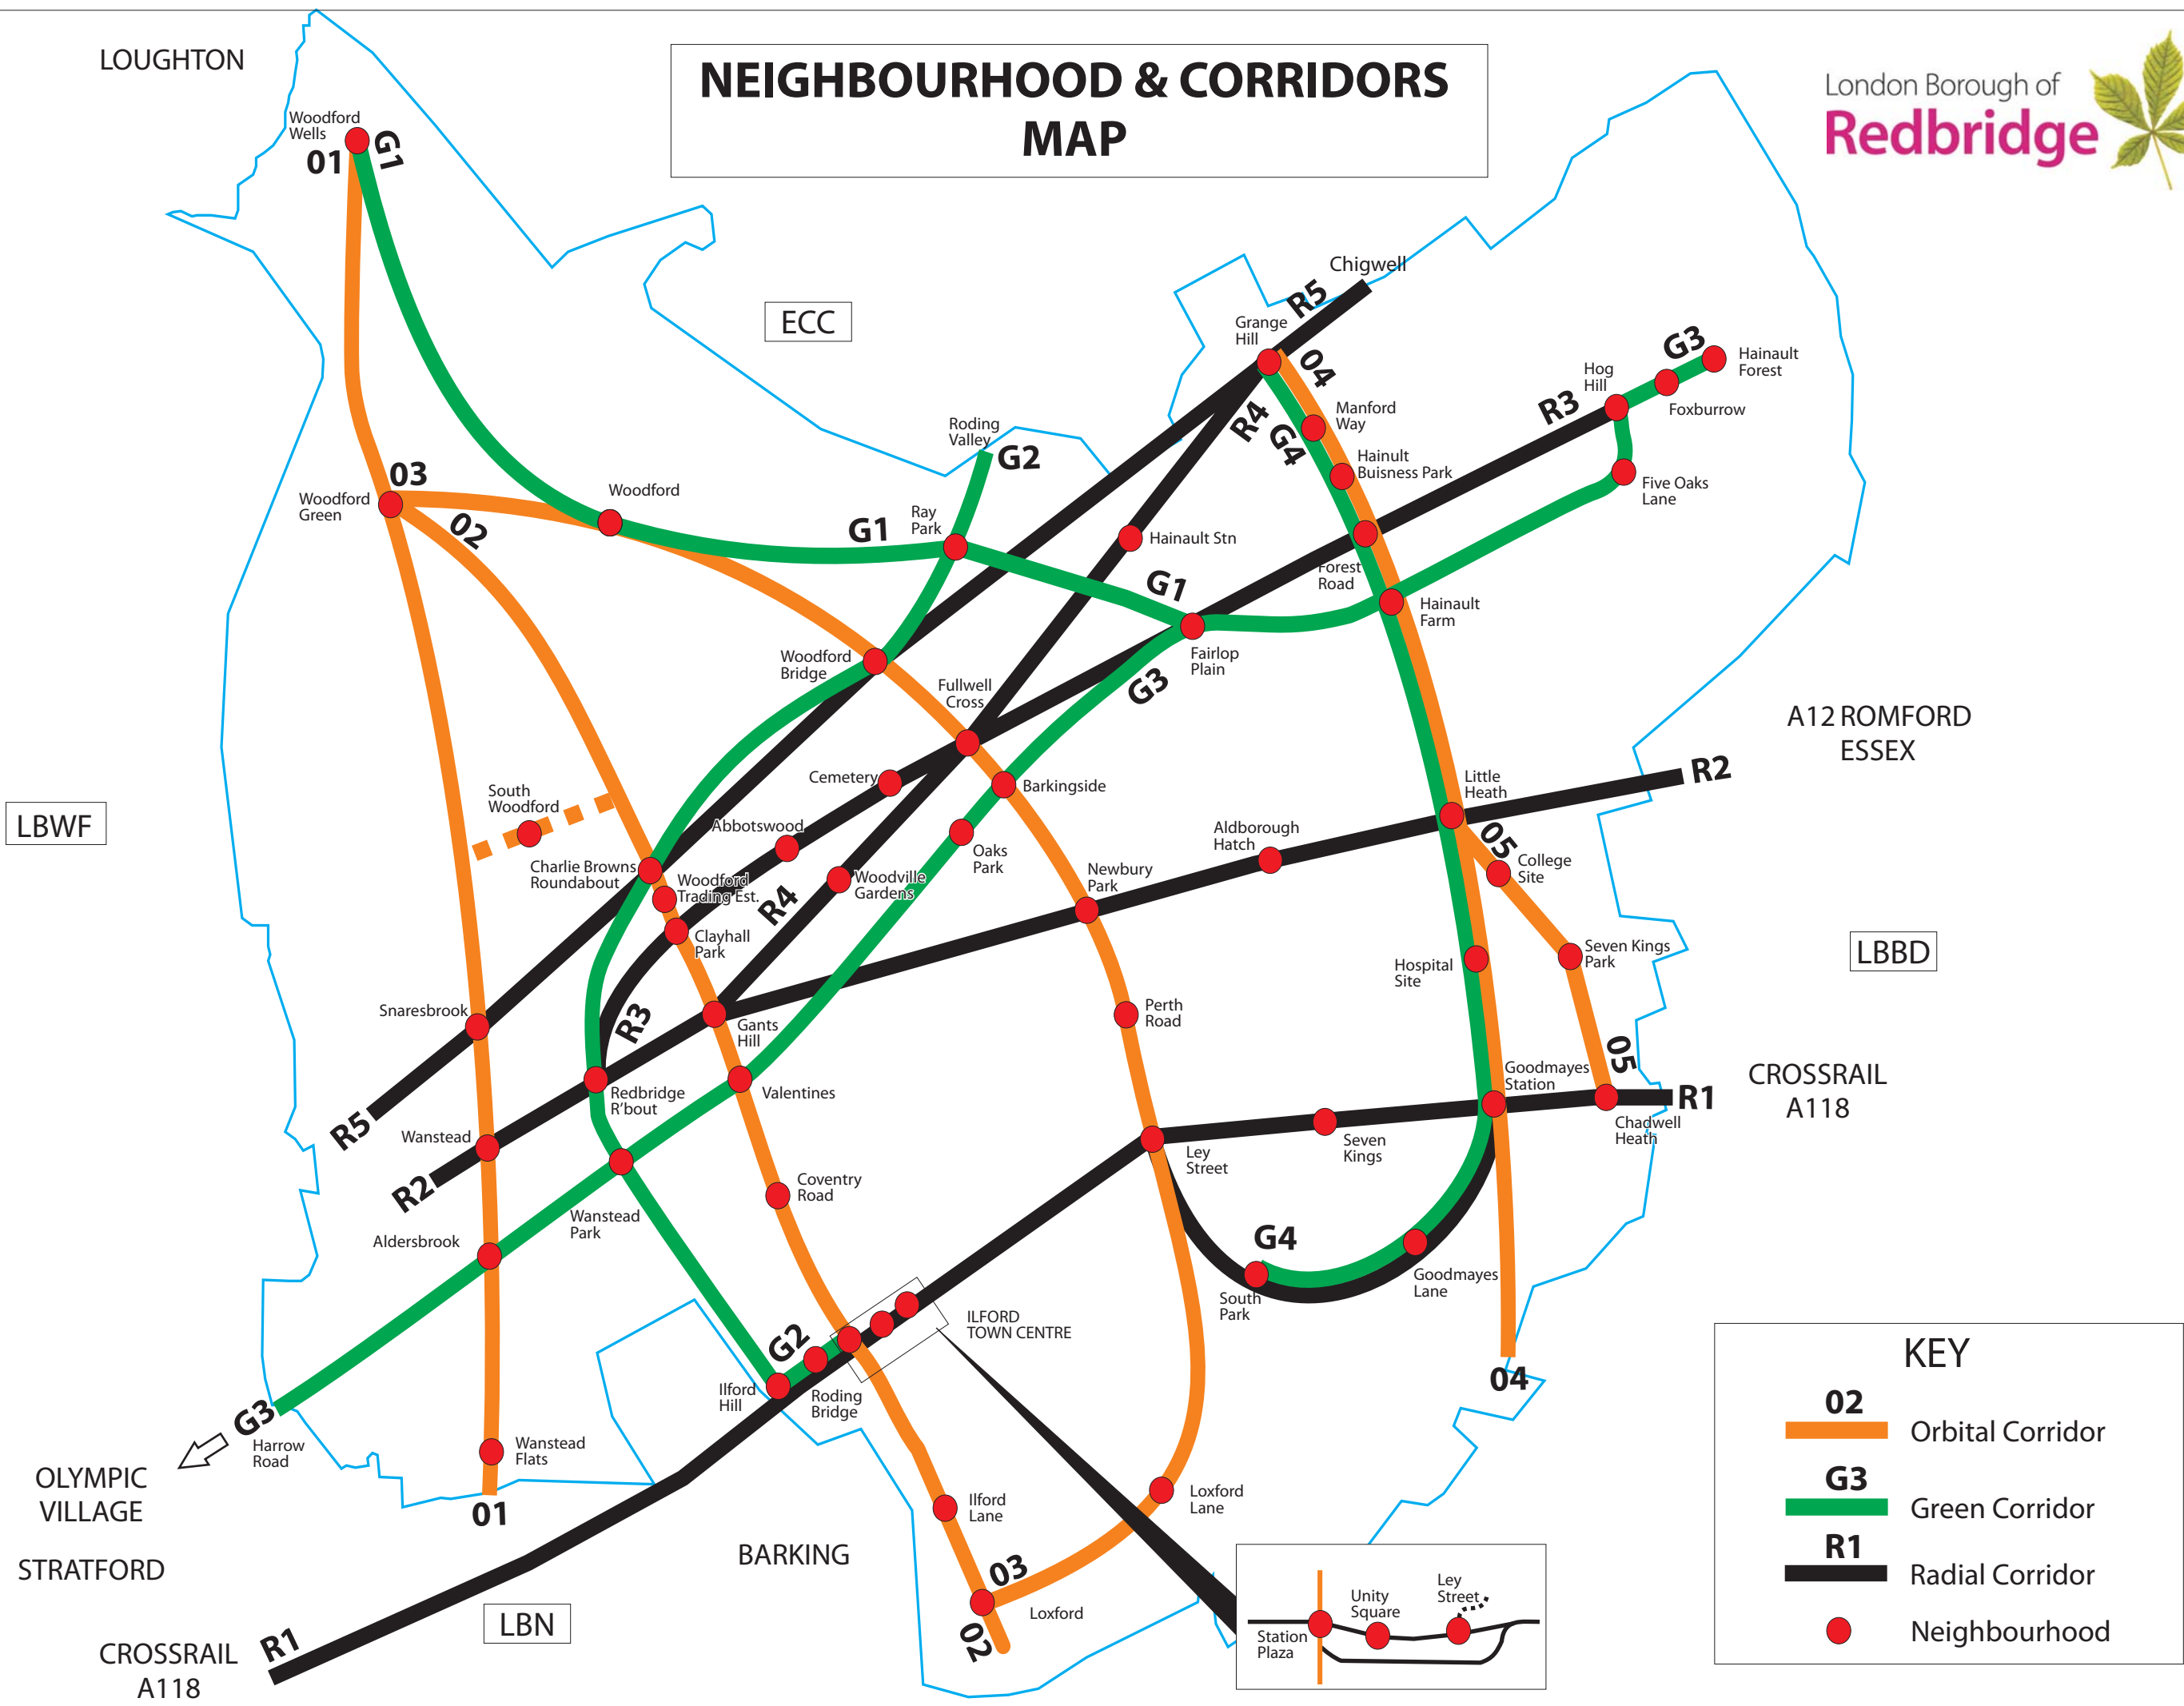 LOUGHTON
NEIGHBOURHOOD & CORRIDORS
MAP
London Borough of
Redbridge
Woodford
Wells
01
G1
ECC
Chigwell
R5
Grange
Hill
04
R4
G4
Manford
Way
Hainult
Buisness Park
Hog
Hill
R3
G3
Hainault
Forest
Foxburrow
Five Oaks
Lane
Roding
Valley
G2
03
Woodford
Green
02
Woodford
G1
Ray
Park
Hainault Stn
G1
Forest
Road
Hainault
Farm
Fairlop
Plain
G3
Woodford
Bridge
Fullwell
Cross
Cemetery
Barkingside
A12 ROMFORD
ESSEX
R2
Little
Heath
LBWF
South
Woodford
Abbotswood
Oaks
Park
Aldborough
Hatch
05
College
Site
Charlie Browns
Roundabout
Woodford
Trading Est.
Woodville
Gardens
Newbury
Park
R4
Clayhall
Park
Seven Kings
Park
LBBD
Hospital
Site
Snaresbrook
R3
Gants
Hill
Perth
Road
05
Goodmayes
Station
CROSSRAIL
A118
R1
Chadwell
Heath
Redbridge
R'bout
Valentines
R5
Wanstead
R2
Ley
Street
Seven
Kings
Coventry
Road
Wanstead
Park
Aldersbrook
G4
South
Park
Goodmayes
Lane
ILFORD
TOWN CENTRE
G2
Ilford
Hill
Roding
Bridge
04
G3
Harrow
Road
OLYMPIC
VILLAGE
Wanstead
Flats
01
Ilford
Lane
Loxford
Lane
STRATFORD
BARKING
03
Loxford
02
LBN
CROSSRAIL
A118
R1
Station
Plaza
Unity
Square
Ley
Street
KEY
02
Orbital Corridor
G3
Green Corridor
R1
Radial Corridor
Neighbourhood